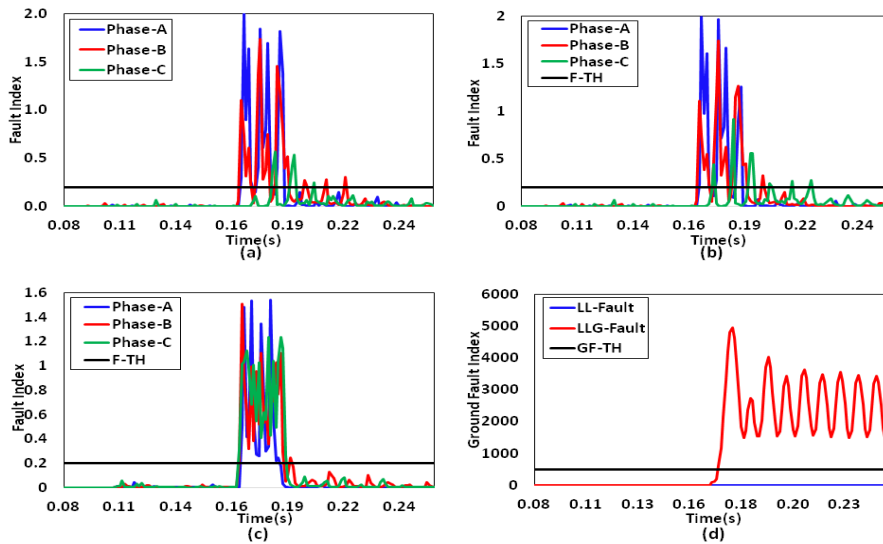 Phase-A
Phase-B
Phase-C
Fault Index
2.0
1.5
1.0
0.5
0.0
0.08 0.11 0.13 0.16 0.19 0.22 0.24
Time(s)
(a)
Phase-A
Phase-B
Phase-C
F-TH
Fault Index
2
1.5
1
0.5
0
0.08 0.11 0.13 0.16 0.19 0.22 0.24
Time(s)
(b)
Phase-A
Phase-B
Phase-C
F-TH
Fault Index
1.6
1.4
1.2
1
0.8
0.6
0.4
0.2
0
0.08 0.11 0.13 0.16 0.19 0.22 0.24
Time(s)
(c)
LL-Fault
LLG-Fault
GF-TH
Ground Fault Index
6000
5000
4000
3000
2000
1000
0
0.08 0.11 0.13 0.16 0.20 0.23
Time(s)
(d)